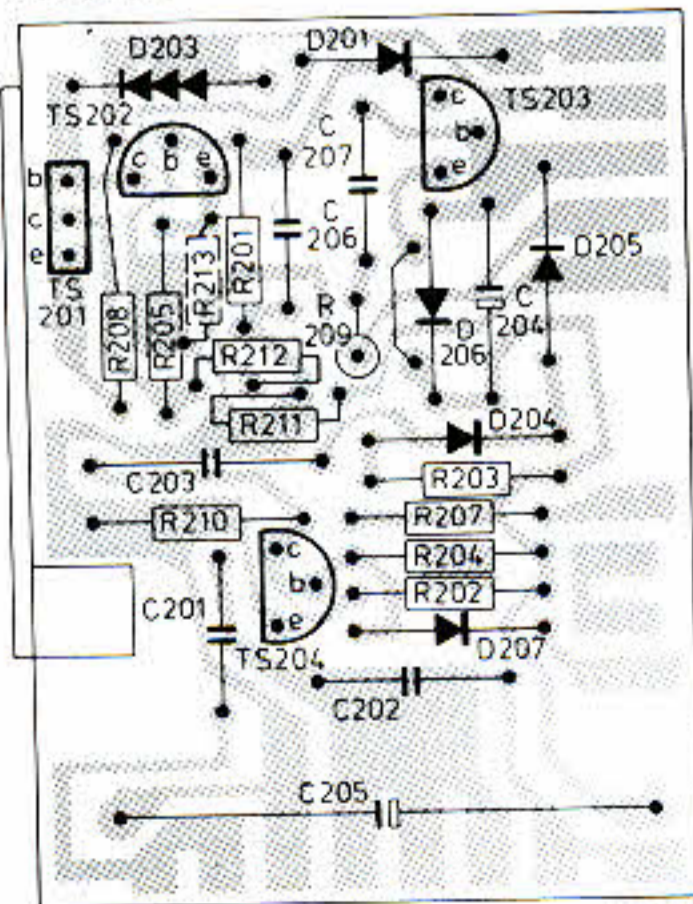 D203
D201
TS202
c b e
c
b
e
TS203
C
207
b
c
e
TS
201
C
206
D205
R213
R201
R208
R205
R
209
D
206
C
204
R212
R211
D204
C203
R203
R210
R207
c
b
e
R204
R202
C201
TS204
D207
C202
C205